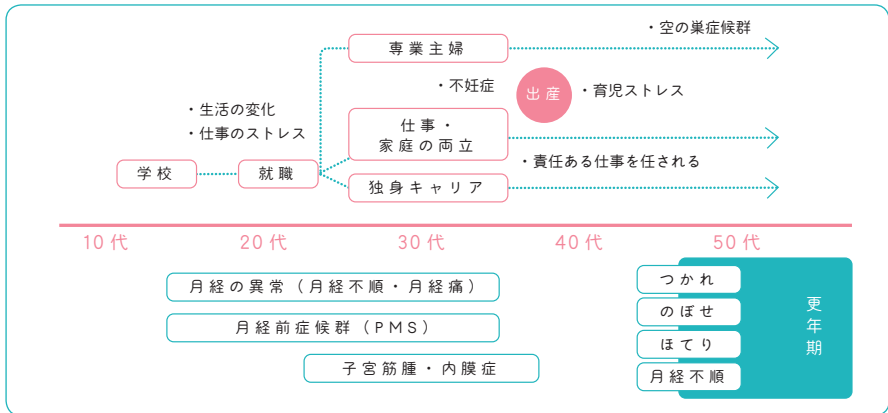 専業主婦
・空の巣症候群
・不妊症
出産
・育児ストレス
・生活の変化
・仕事のストレス
仕事・
家庭の両立
・責任ある仕事を任される
学校
就職
独身キャリア
10代
20代
30代
40代
50代
月経の異常（月経不順・月経痛）
月経前症候群（PMS）
子宮筋腫・内膜症
つかれ
のぼせ
ほてり
月経不順
更年期